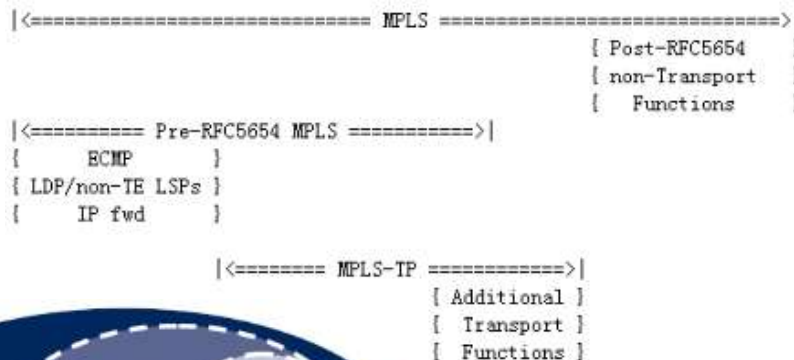 |<============================== MPLS ==============================>
{ Post-RFC5654
{ non-Transport
{ Functions
|<========== Pre-RFC5654 MPLS ===========>|
{ ECMP }
{ LDP/non-TE LSPs }
{ IP fwd }
|<======== MPLS-TP ============>|
{ Additional }
{ Transport }
{ Functions }